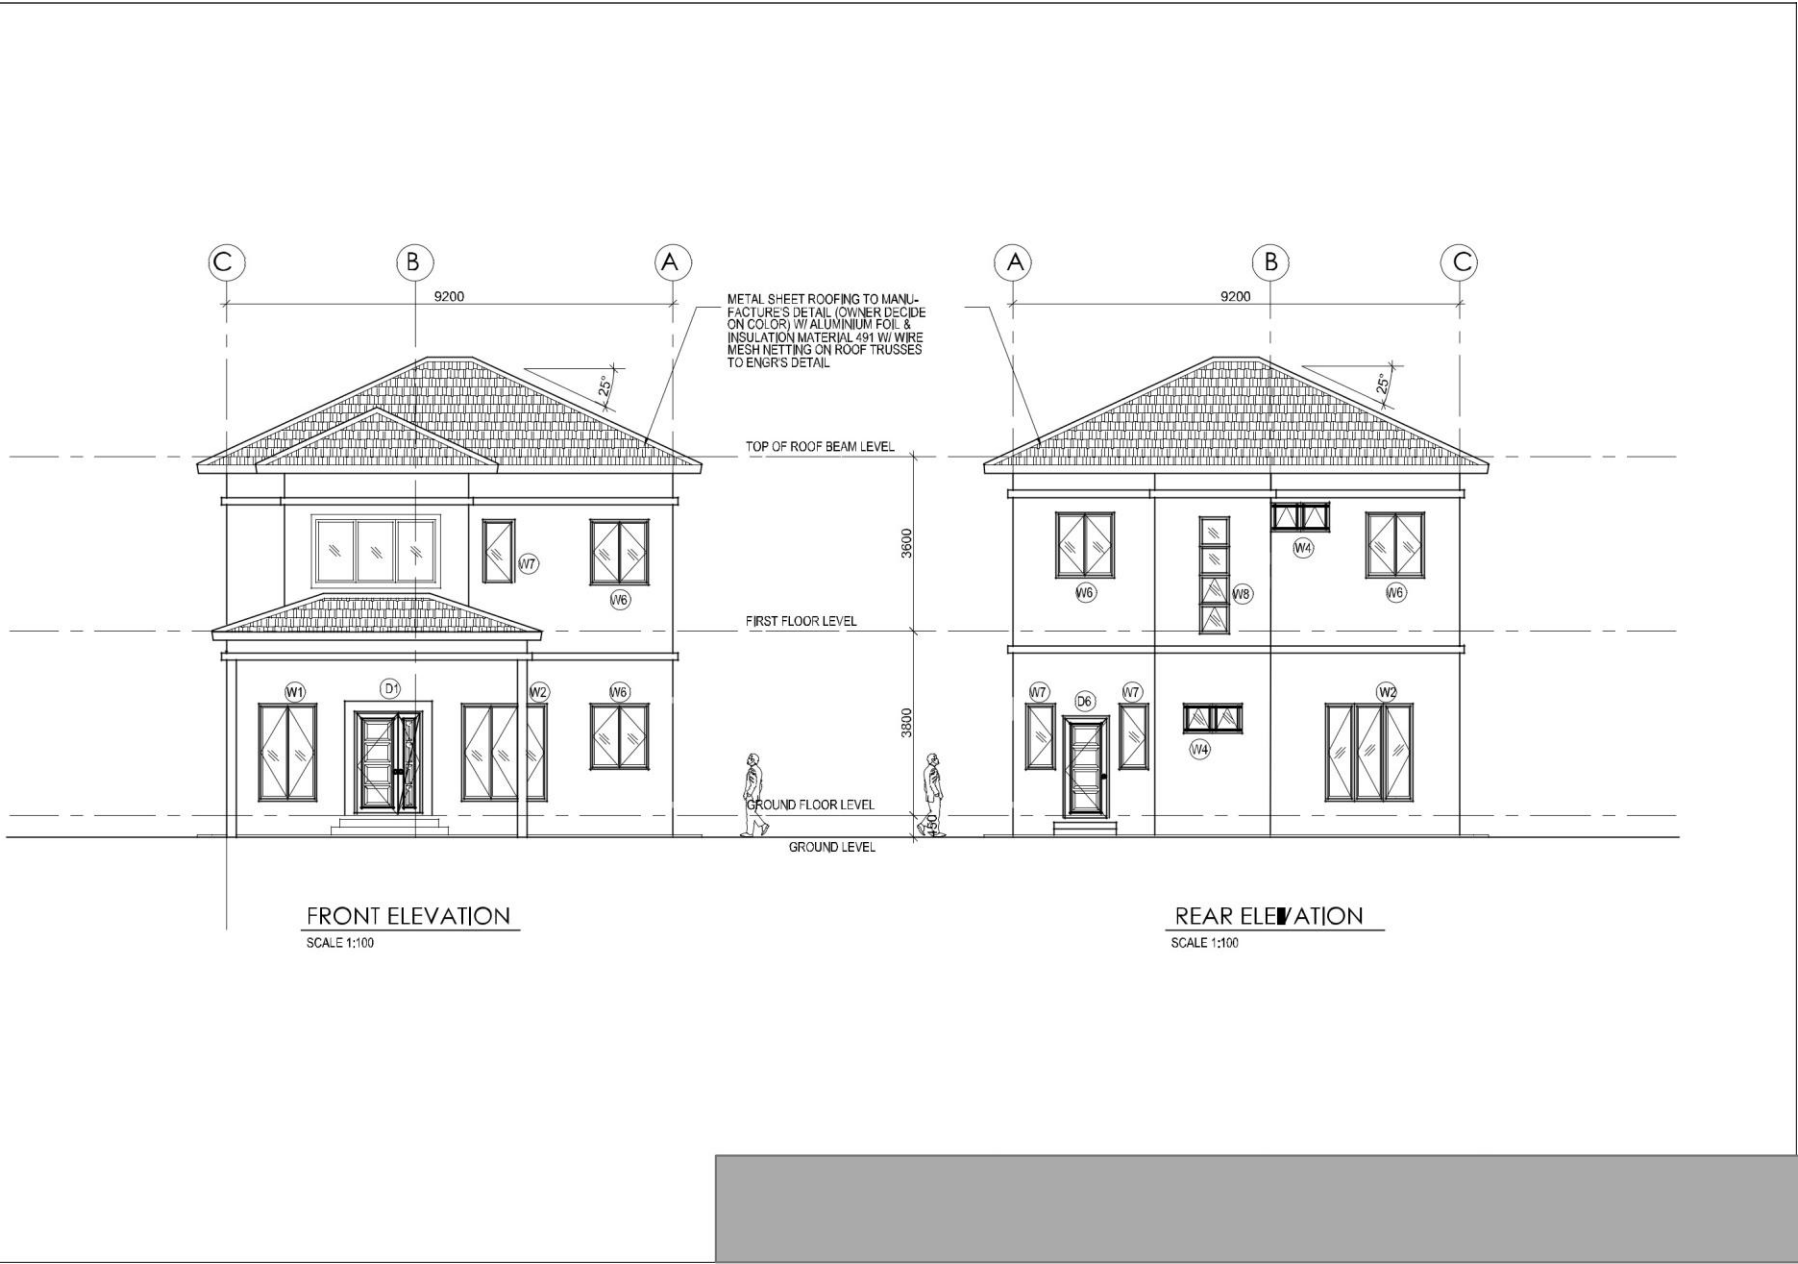 C
B
A
9200
METAL SHEET ROOFING TO MANU-
FACTURE'S DETAIL (OWNER DECIDE
ON COLOR) W/ ALUMINIUM FOIL &
INSULATION MATERIAL 491 W/ WIRE
MESH NETTING ON ROOF TRUSSES
TO ENGR'S DETAIL
A
B
C
9200
25°
25°
TOP OF ROOF BEAM LEVEL
3600
W7
W6
W6
W8
W4
W6
FIRST FLOOR LEVEL
3800
W1
D1
W2
W6
W7
D6
W7
W4
W2
GROUND FLOOR LEVEL
450
GROUND LEVEL
FRONT ELEVATION
SCALE 1:100
REAR ELEVATION
SCALE 1:100